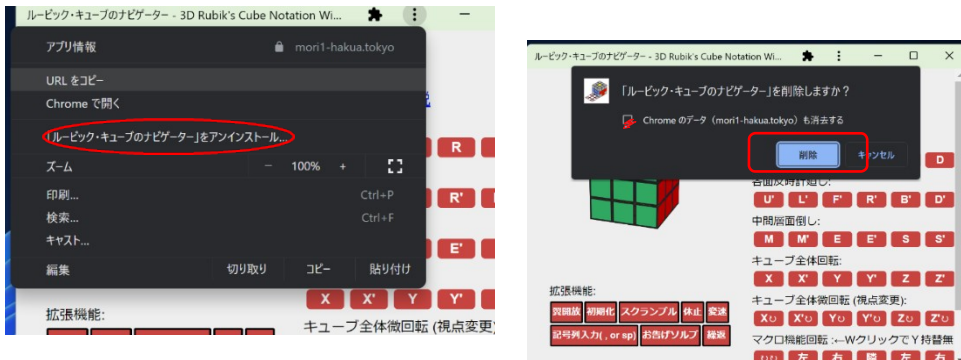 ルービック・キューブのナビゲーター - 3D Rubik's Cube Notation Wi...
アプリ情報 mori1-hakua.tokyo
URL をコピー
Chrome で開く
「ルービック・キューブのナビゲーター」をアンインストール...
ズーム − 100% +
印刷... Ctrl+P
検索... Ctrl+F
キャスト...
編集 切り取り コピー 貼り付け
R
R'
E'
X X' Y Y'
拡張機能:
キューブ全体微回転 (視点変更)
ルービック・キューブのナビゲーター - 3D Rubik's Cube Notation Wi...
「ルービック・キューブのナビゲーター」を削除しますか？
Chrome のデータ（mori1-hakua.tokyo）も消去する
削除 キャンセル
D
各面反時計廻し:
U' L' F' R' B' D'
中間層面倒し:
M M' E E' S S'
キューブ全体回転:
X X' Y Y' Z Z'
キューブ全体微回転 (視点変更):
X↻ X'↻ Y↻ Y'↻ Z↻ Z'↻
マクロ機能回転 :←WクリックでY持替無
左 右 左 右
拡張機能:
初期化 スクランブル 休止 変速
記号列入力( , or sp) お告げソルブ